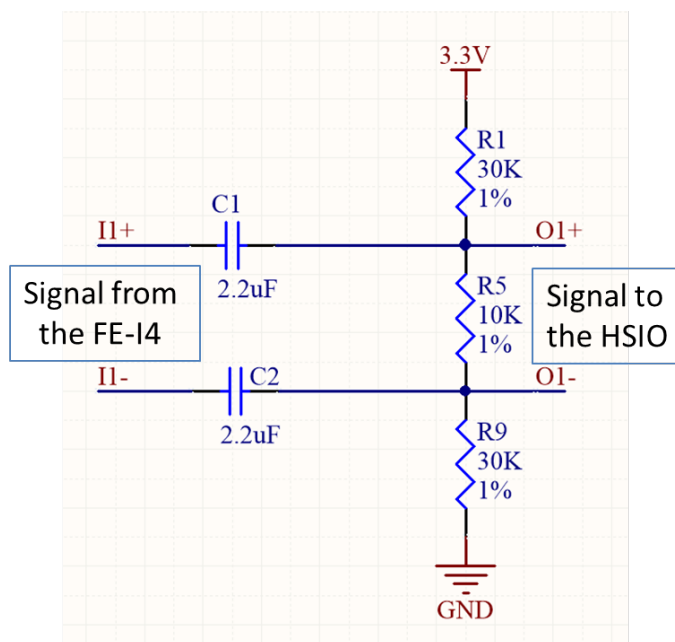 3.3V
R1
30K
1%
C1
I1+
O1+
2.2uF
Signal from
the FE-I4
R5
10K
1%
Signal to
the HSIO
I1-
C2
O1-
2.2uF
R9
30K
1%
GND